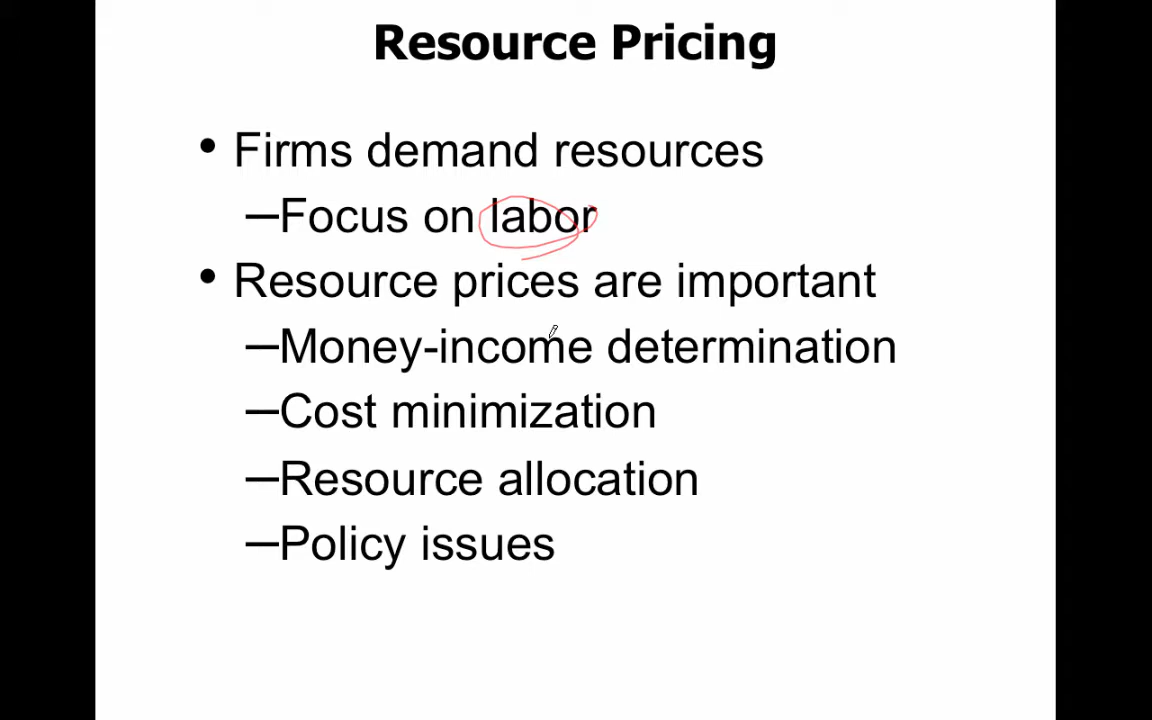 Resource Pricing
• Firms demand resources
–Focus on labor
• Resource prices are important
–Money-income determination
–Cost minimization
–Resource allocation
–Policy issues